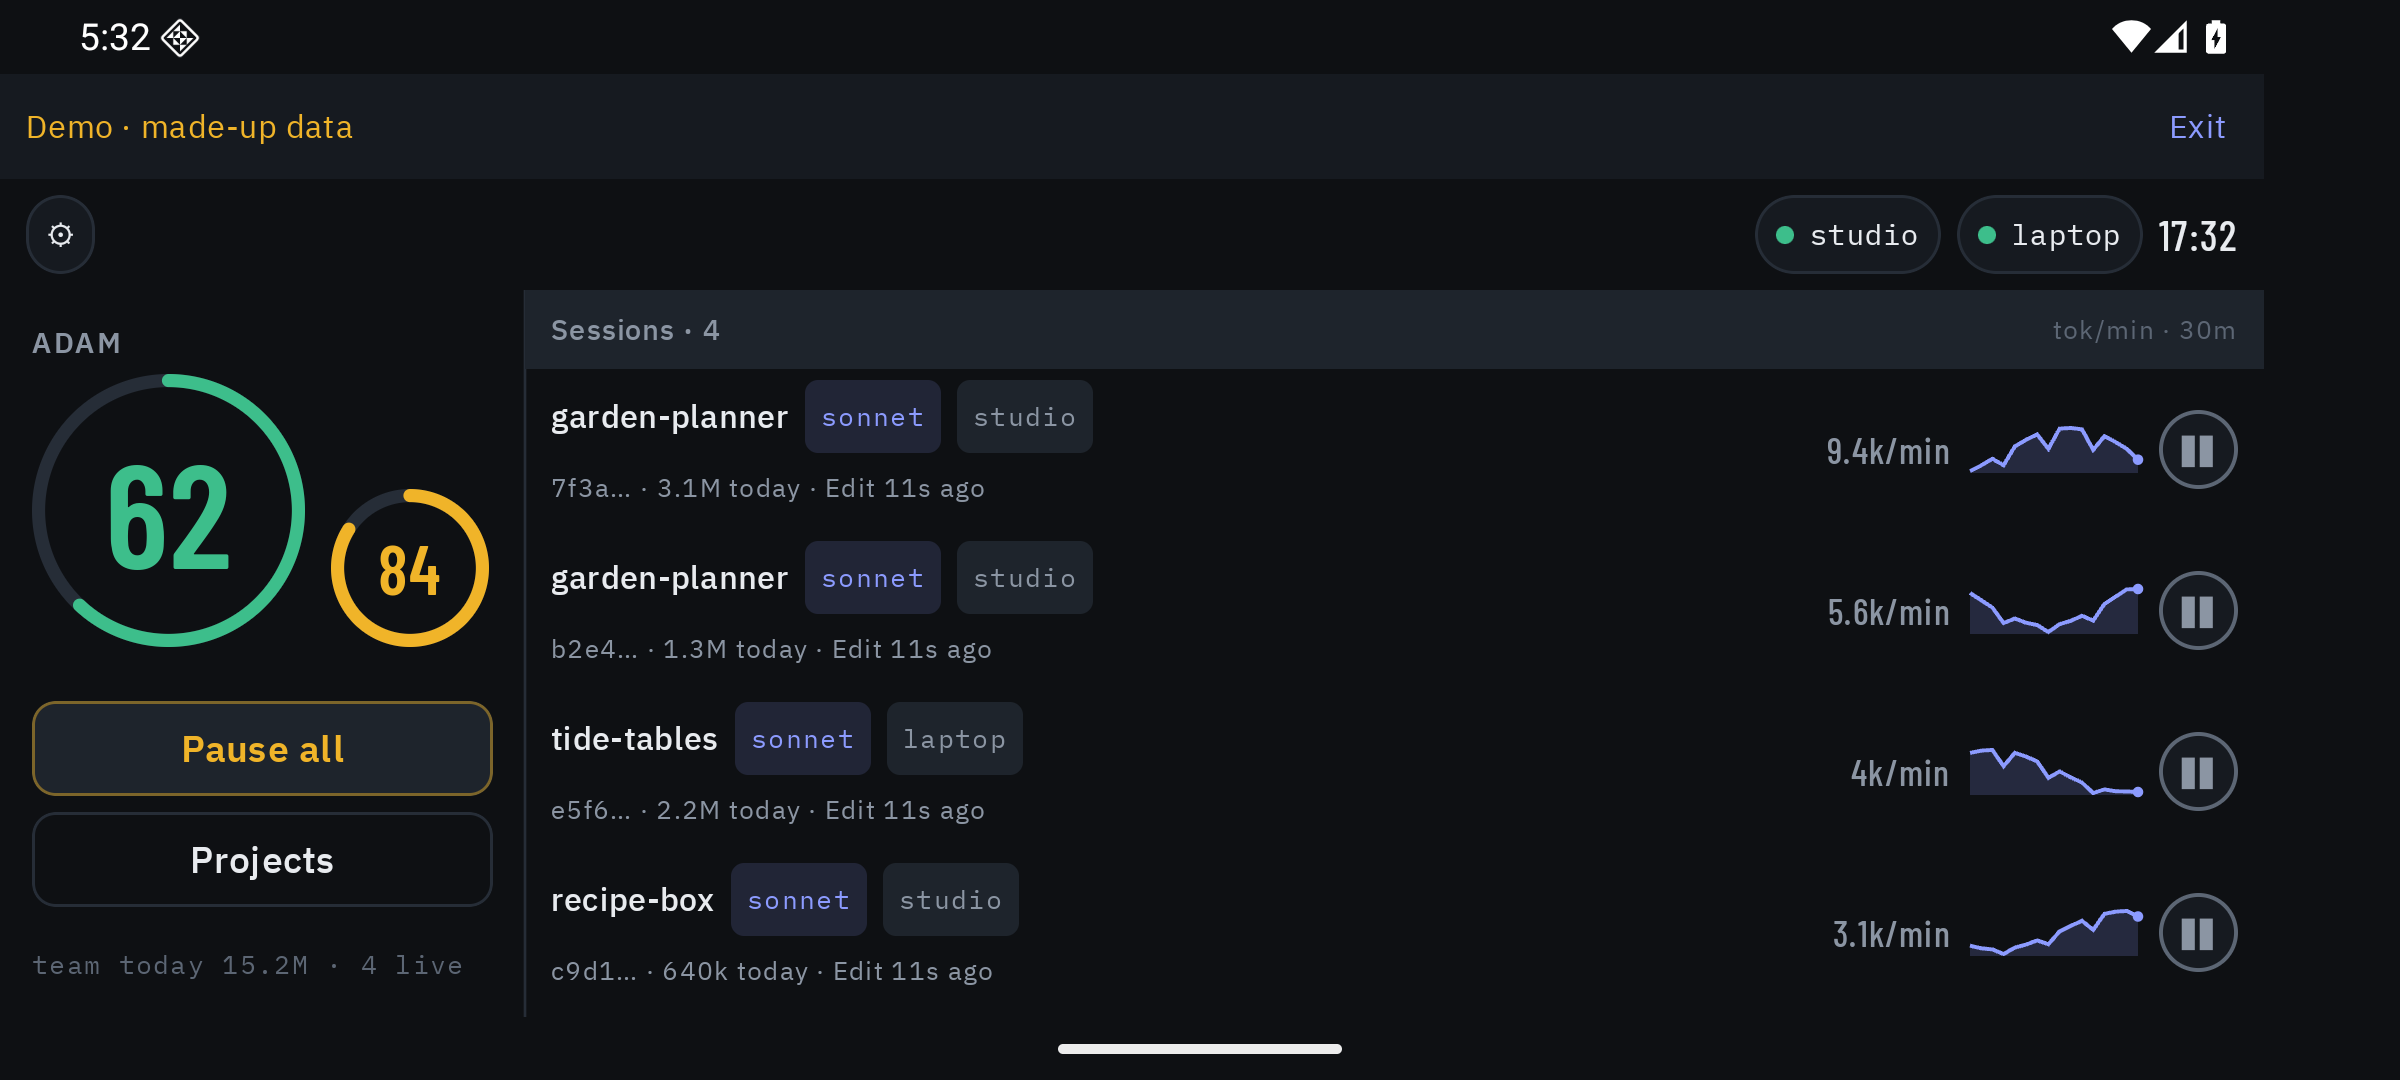 5:32
Demo · made-up data
Exit
studio
laptop
17:32
ADAM
62
84
Pause all
Projects
team today 15.2M · 4 live
Sessions · 4
tok/min · 30m
garden-planner sonnet studio
7f3a… · 3.1M today · Edit 11s ago
9.4k/min
garden-planner sonnet studio
b2e4… · 1.3M today · Edit 11s ago
5.6k/min
tide-tables sonnet laptop
e5f6… · 2.2M today · Edit 11s ago
4k/min
recipe-box sonnet studio
c9d1… · 640k today · Edit 11s ago
3.1k/min